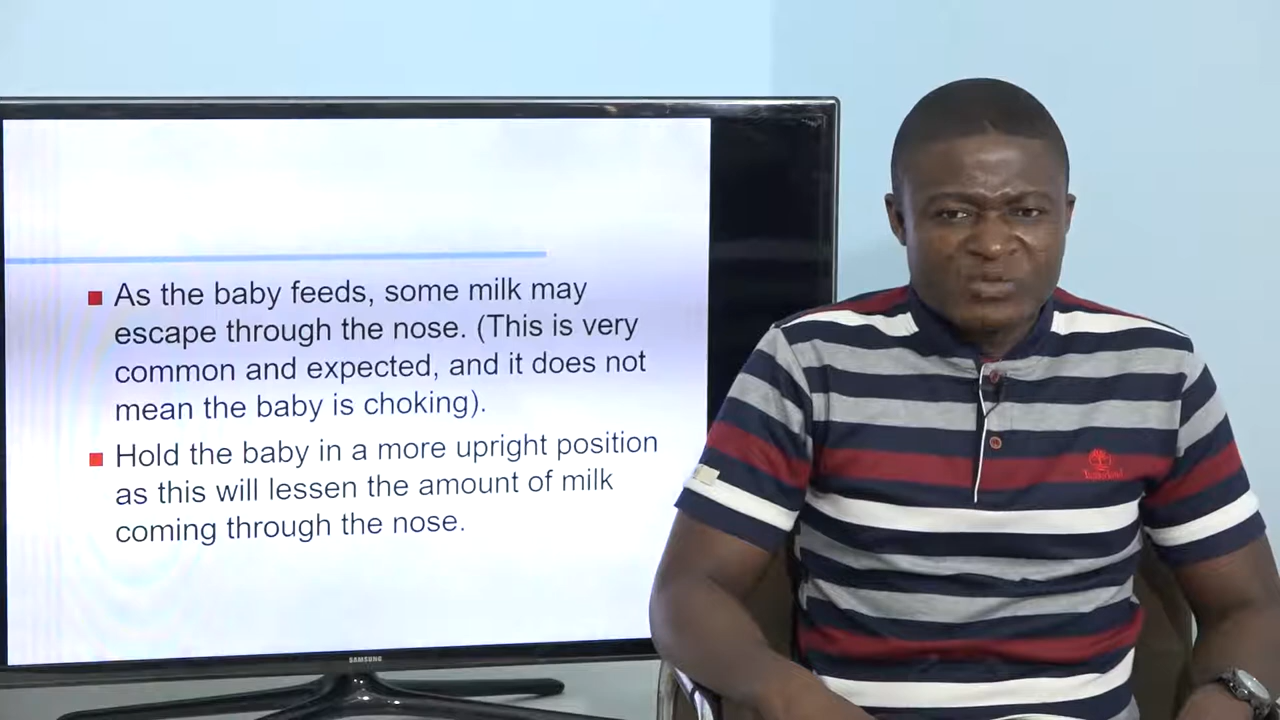 As the baby feeds, some milk may
escape through the nose. (This is very
common and expected, and it does not
mean the baby is choking).
Hold the baby in a more upright position
as this will lessen the amount of milk
coming through the nose.
SAMSUNG